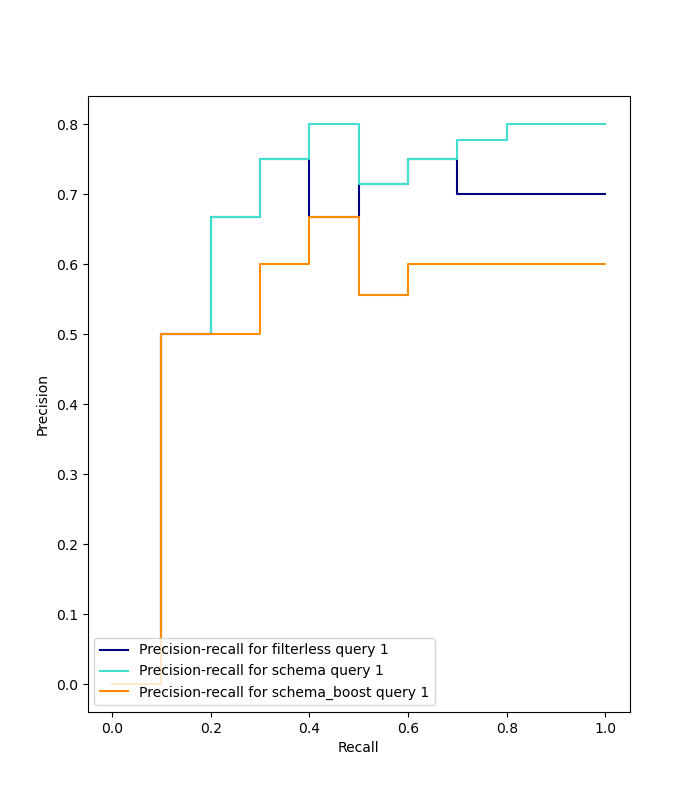 0.8
0.7
0.6
0.5
0.4
0.3
0.2
0.1
0.0
Precision
Precision-recall for filterless query 1
Precision-recall for schema query 1
Precision-recall for schema_boost query 1
0.0 0.2 0.4 0.6 0.8 1.0
Recall